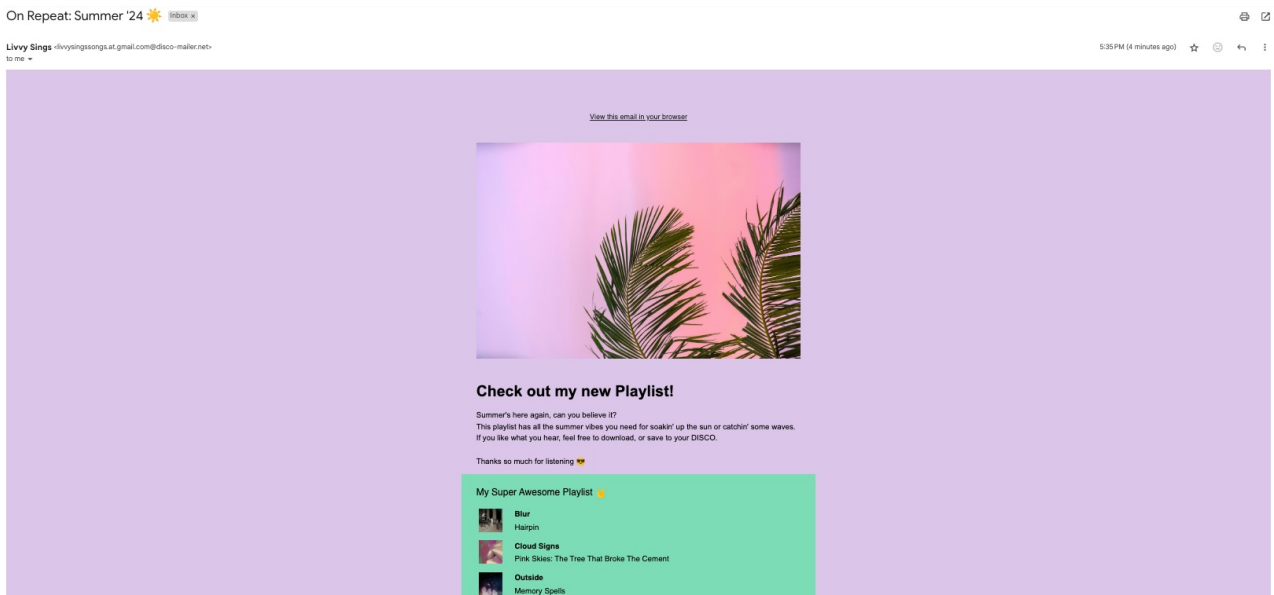 On Repeat: Summer '24 ☀️ Inbox x
Livvy Sings <livvysingssongs.at.gmail.com@disco-mailer.net>
5:35 PM (4 minutes ago)
to me
View this email in your browser
Check out my new Playlist!
Summer's here again, can you believe it?
This playlist has all the summer vibes you need for soakin' up the sun or catchin' some waves.
If you like what you hear, feel free to download, or save to your DISCO.
Thanks so much for listening 😎
My Super Awesome Playlist ☝️
Blur
Hairpin
Cloud Signs
Pink Skies: The Tree That Broke The Cement
Outside
Memory Spells